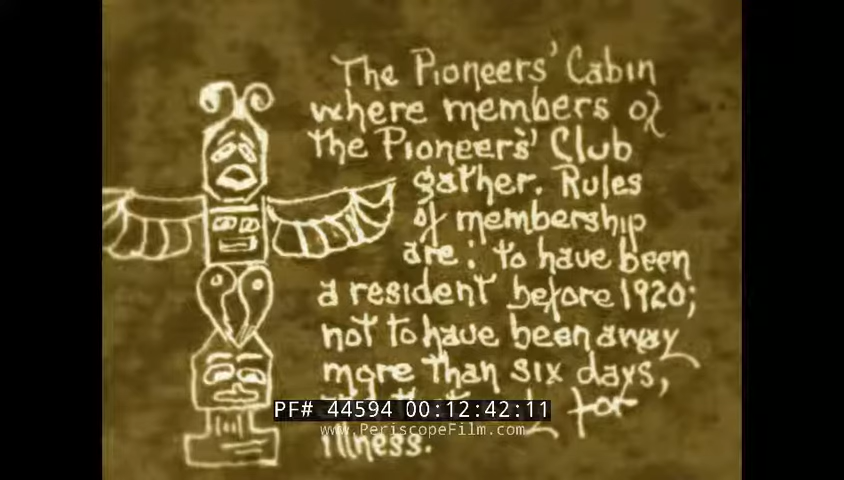 The Pioneers' Cabin
where members of
the Pioneers' Club
gather. Rules
of membership
are: to have been
a resident before 1920;
not to have been away
more than six days,
for
illness.
PF# 44594 00:12:42:11
www.PeriscopeFilm.com